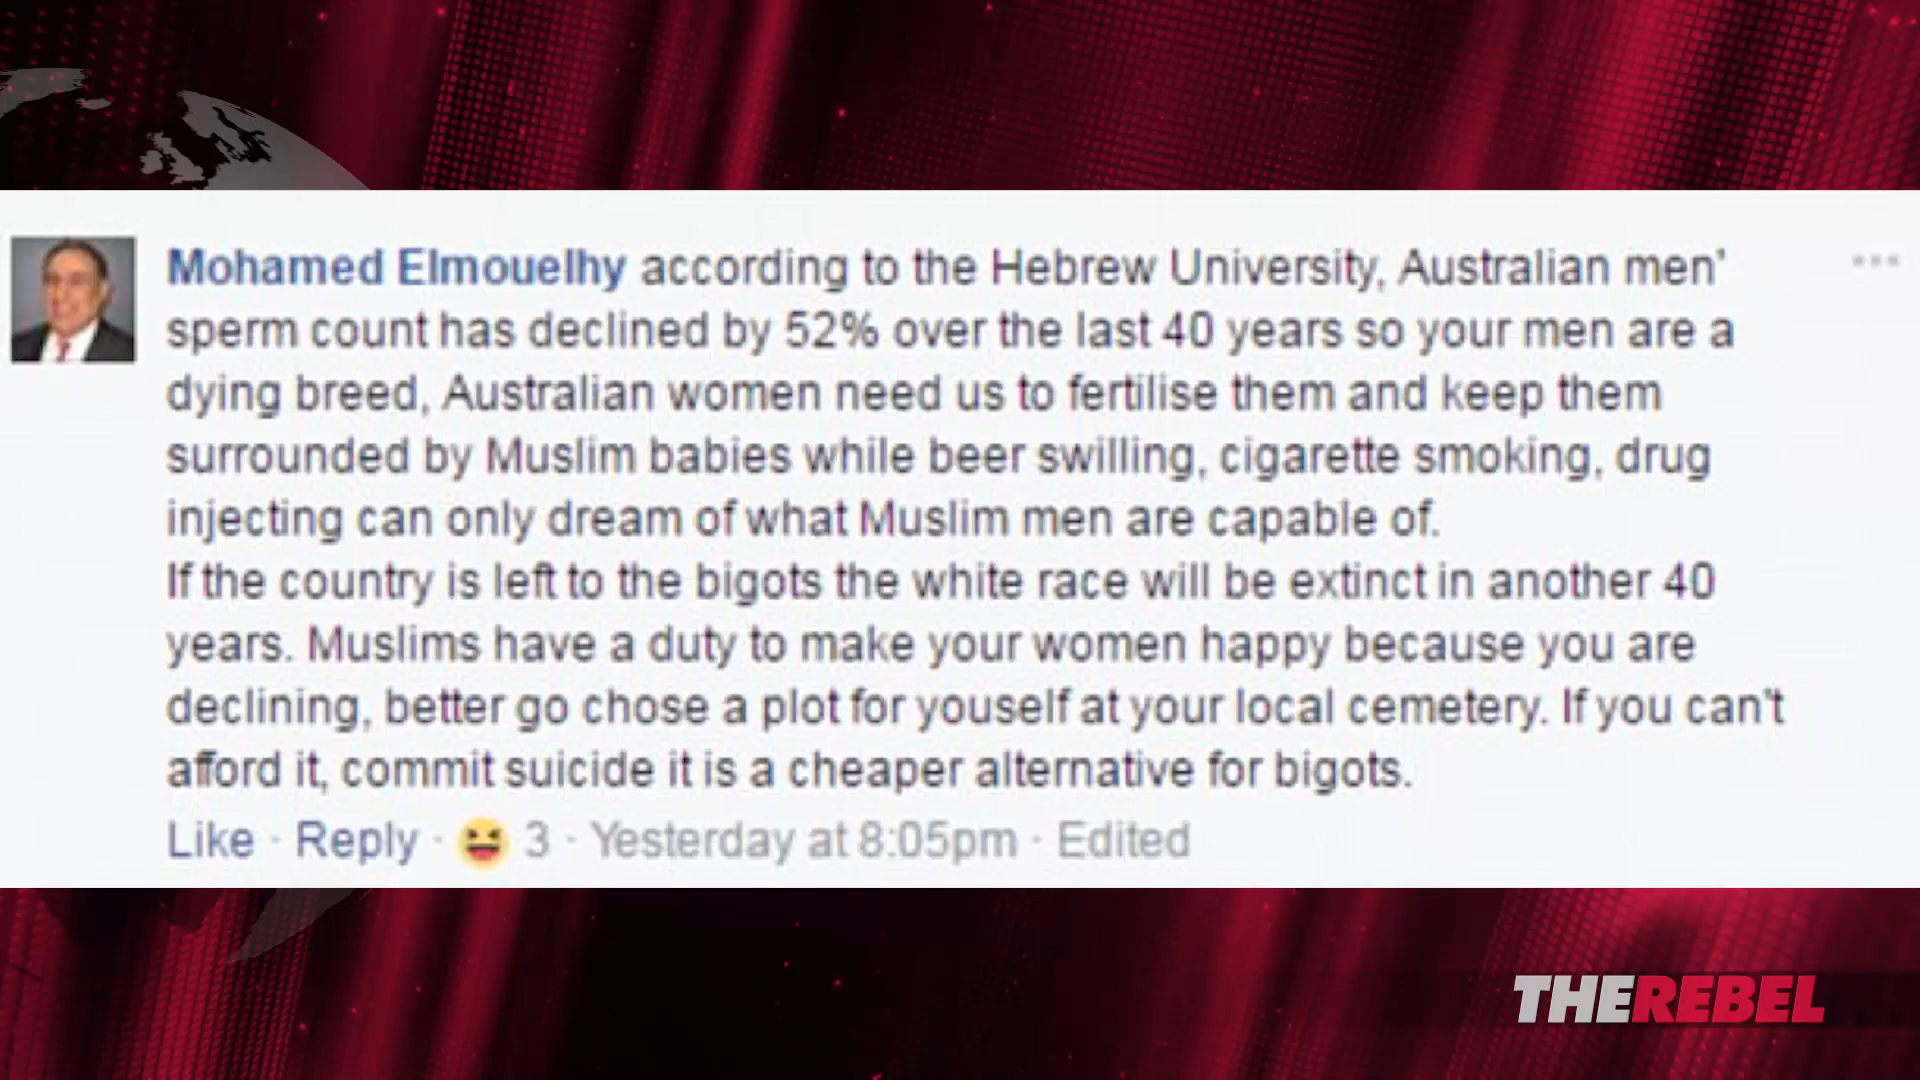 Mohamed Elmouelhy according to the Hebrew University, Australian men'
sperm count has declined by 52% over the last 40 years so your men are a
dying breed, Australian women need us to fertilise them and keep them
surrounded by Muslim babies while beer swilling, cigarette smoking, drug
injecting can only dream of what Muslim men are capable of.
If the country is left to the bigots the white race will be extinct in another 40
years. Muslims have a duty to make your women happy because you are
declining, better go chose a plot for youself at your local cemetery. If you can't
afford it, commit suicide it is a cheaper alternative for bigots.
Like · Reply · 😆 3 · Yesterday at 8:05pm · Edited
THEREBEL